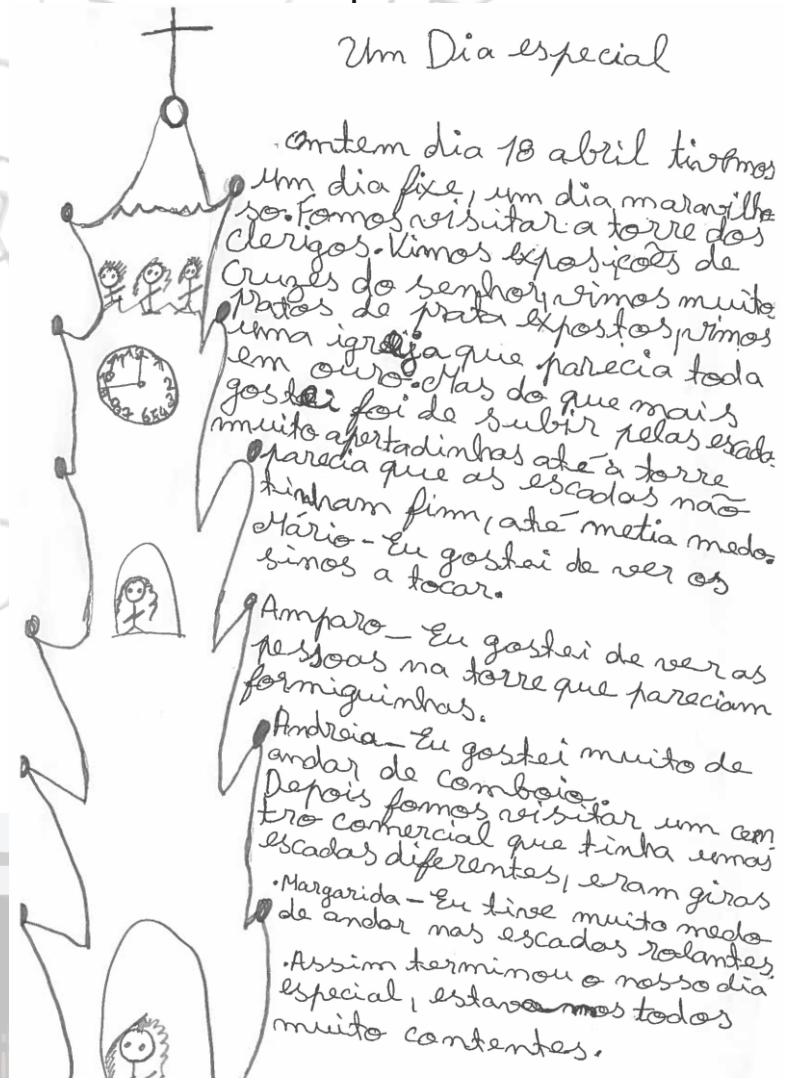 Um Dia especial
. Ontem dia 18 abril tivemos
um dia fixe, um dia maravilho
so. Fomos visitar a torre dos
clerigos. Vimos exposições de
cruzes do senhor, vimos muito
pratos de prata expostos, vimos
uma igreija que parecia toda
em ouro. Mas do que mais
gostei foi de subir pelas escada
muito apertadinhas até à torre
parecia que as escadas não
tinham fim, até metia medo.
Mário - Eu gostei de ver os
sinos a tocar.
Amparo - Eu gostei de ver as
pessoas na torre que pareciam
formiguinhas.
Andreia - Eu gostei muito de
andar de comboio.
Depois fomos visitar um cen
tro comercial que tinha umas
escadas diferentes, eram giras
. Margarida - Eu tive muito medo
de andar nas escadas rolantes.
. Assim terminou o nosso dia
especial, estavamos todos
muito contentes.